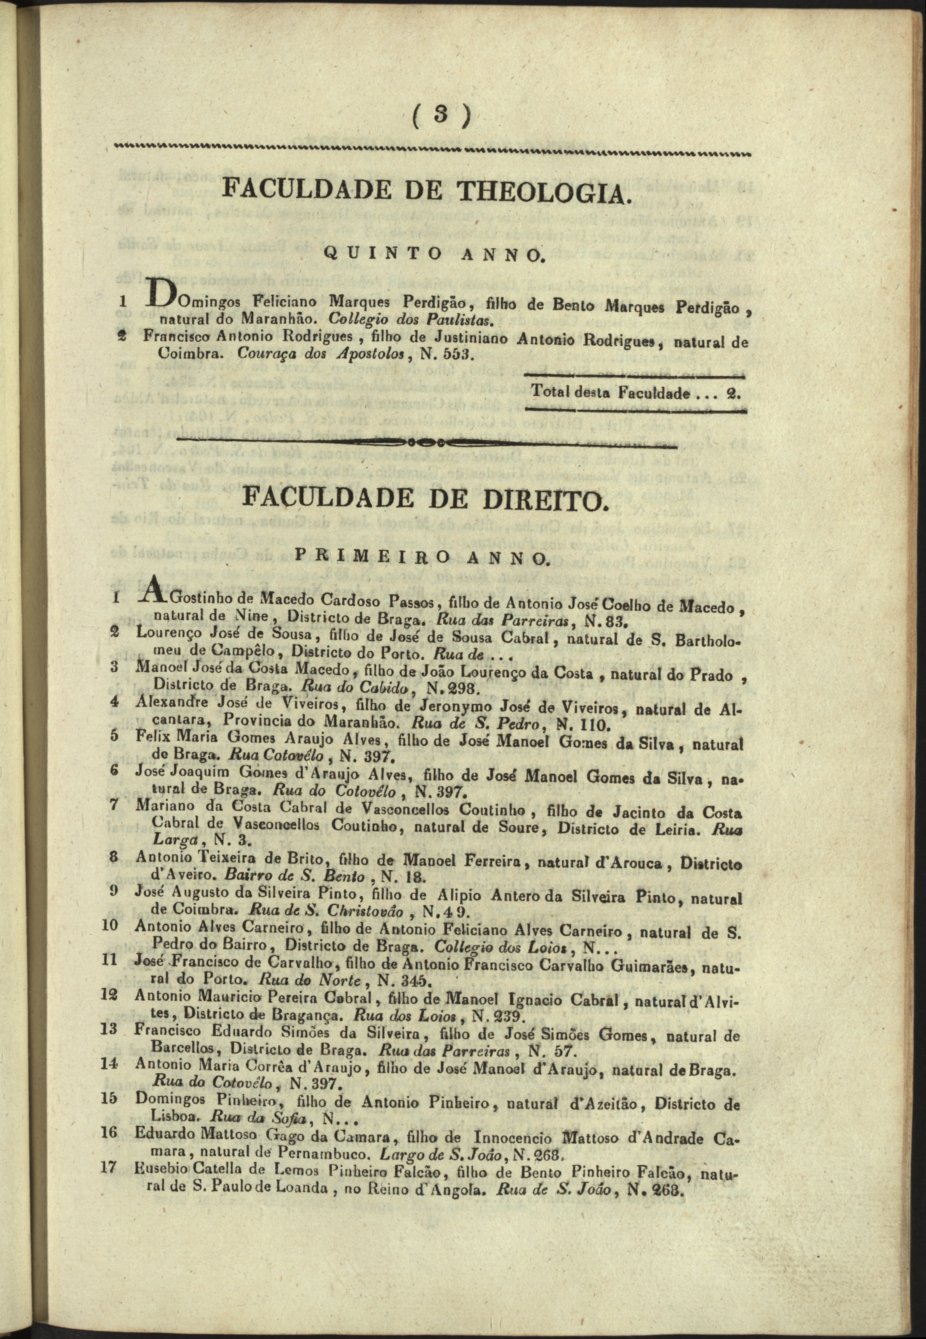 ( 3 )
FACULDADE DE THEOLOGIA.
QUINTO ANNO.
1 DOmingos Feliciano Marques Perdigão, filho de Bento Marques Perdigão,
natural do Maranhão. Collegio dos Paulistas.
2 Francisco Antonio Rodrigues, filho de Justiniano Antonio Rodrigues, natural de
Coimbra. Couraça dos Apostolos, N. 553.
Total desta Faculdade ... 2.
FACULDADE DE DIREITO.
PRIMEIRO ANNO.
1 AGostinho de Macedo Cardoso Passos, filho de Antonio José Coelho de Macedo,
natural de Nine, Districto de Braga. Rua das Parreiras, N. 83.
2 Lourenço José de Sousa, filho de José de Sousa Cabral, natural de S. Bartholo-
meu de Campêlo, Districto do Porto. Rua de ...
3 Manoel José da Costa Macedo, filho de João Lourenço da Costa, natural do Prado,
Districto de Braga. Rua do Cabido, N. 298.
4 Alexandre José de Viveiros, filho de Jeronymo José de Viveiros, natural de Al-
cantara, Provincia do Maranhão. Rua de S. Pedro, N. 110.
5 Felix Maria Gomes Araujo Alves, filho de José Manoel Gomes da Silva, natural
de Braga. Rua Cotovêlo, N. 397.
6 José Joaquim Gomes d'Araujo Alves, filho de José Manoel Gomes da Silva, na-
tural de Braga. Rua do Cotovêlo, N. 397.
7 Mariano da Costa Cabral de Vasconcellos Coutinho, filho de Jacinto da Costa
Cabral de Vasconcellos Coutinho, natural de Soure, Districto de Leiria. Rua
Larga, N. 3.
8 Antonio Teixeira de Brito, filho de Manoel Ferreira, natural d'Arouca, Districto
d'Aveiro. Bairro de S. Bento, N. 18.
9 José Augusto da Silveira Pinto, filho de Alipio Antero da Silveira Pinto, natural
de Coimbra. Rua de S. Christovão, N. 49.
10 Antonio Alves Carneiro, filho de Antonio Feliciano Alves Carneiro, natural de S.
Pedro do Bairro, Districto de Braga. Collegio dos Loios, N...
11 José Francisco de Carvalho, filho de Antonio Francisco Carvalho Guimarães, natu-
ral do Porto. Rua do Norte, N. 345.
12 Antonio Mauricio Pereira Cabral, filho de Manoel Ignacio Cabral, natural d'Alvi-
tes, Districto de Bragança. Rua dos Loios, N. 239.
13 Francisco Eduardo Simões da Silveira, filho de José Simões Gomes, natural de
Barcellos, Districto de Braga. Rua das Parreiras, N. 57.
14 Antonio Maria Corrêa d'Araujo, filho de José Manoel d'Araujo, natural de Braga.
Rua do Cotovêlo, N. 397.
15 Domingos Pinheiro, filho de Antonio Pinheiro, natural d'Azeitão, Districto de
Lisboa. Rua da Sofia, N...
16 Eduardo Mattoso Gago da Camara, filho de Innocencio Mattoso d'Andrade Ca-
mara, natural de Pernambuco. Largo de S. João, N. 268.
17 Eusebio Catella de Lemos Pinheiro Falcão, filho de Bento Pinheiro Falcão, natu-
ral de S. Paulo de Loanda, no Reino d'Angola. Rua de S. João, N. 268.